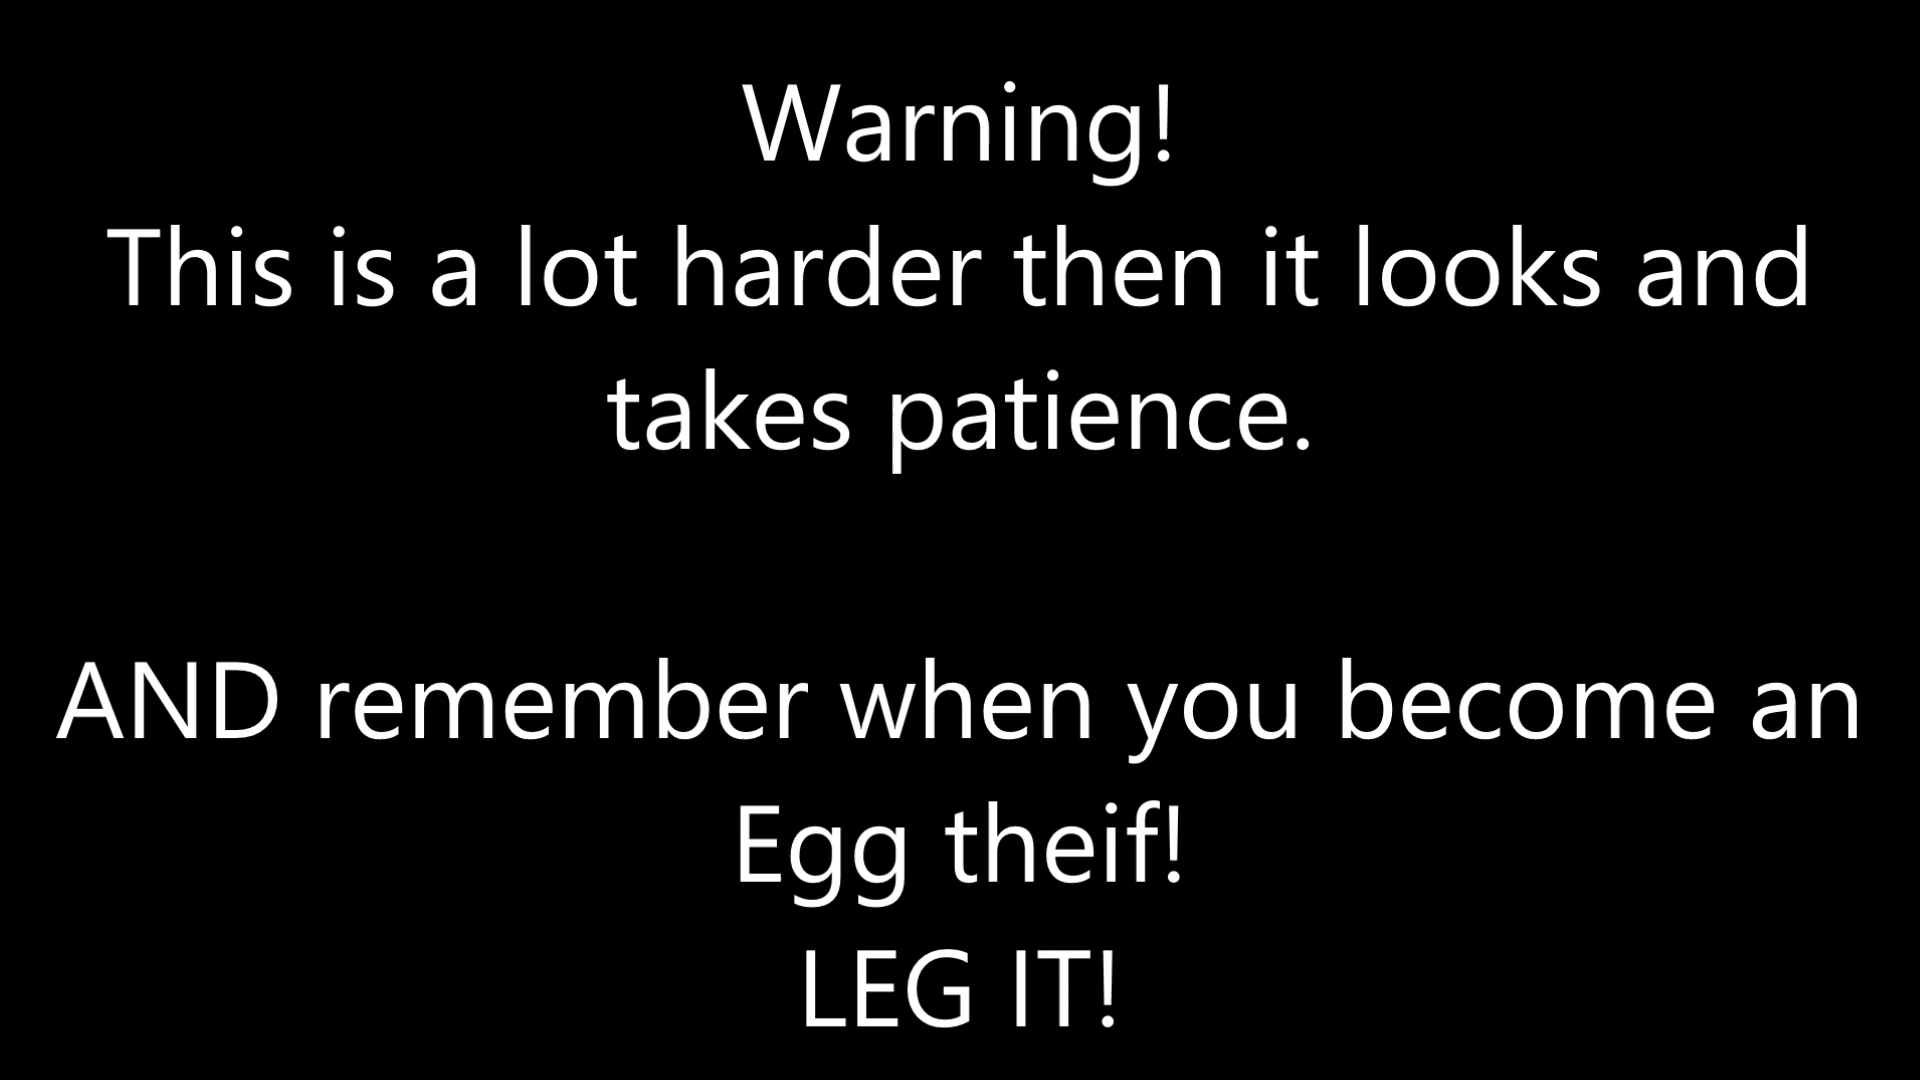 Warning!
This is a lot harder then it looks and
takes patience.
AND remember when you become an
Egg theif!
LEG IT!